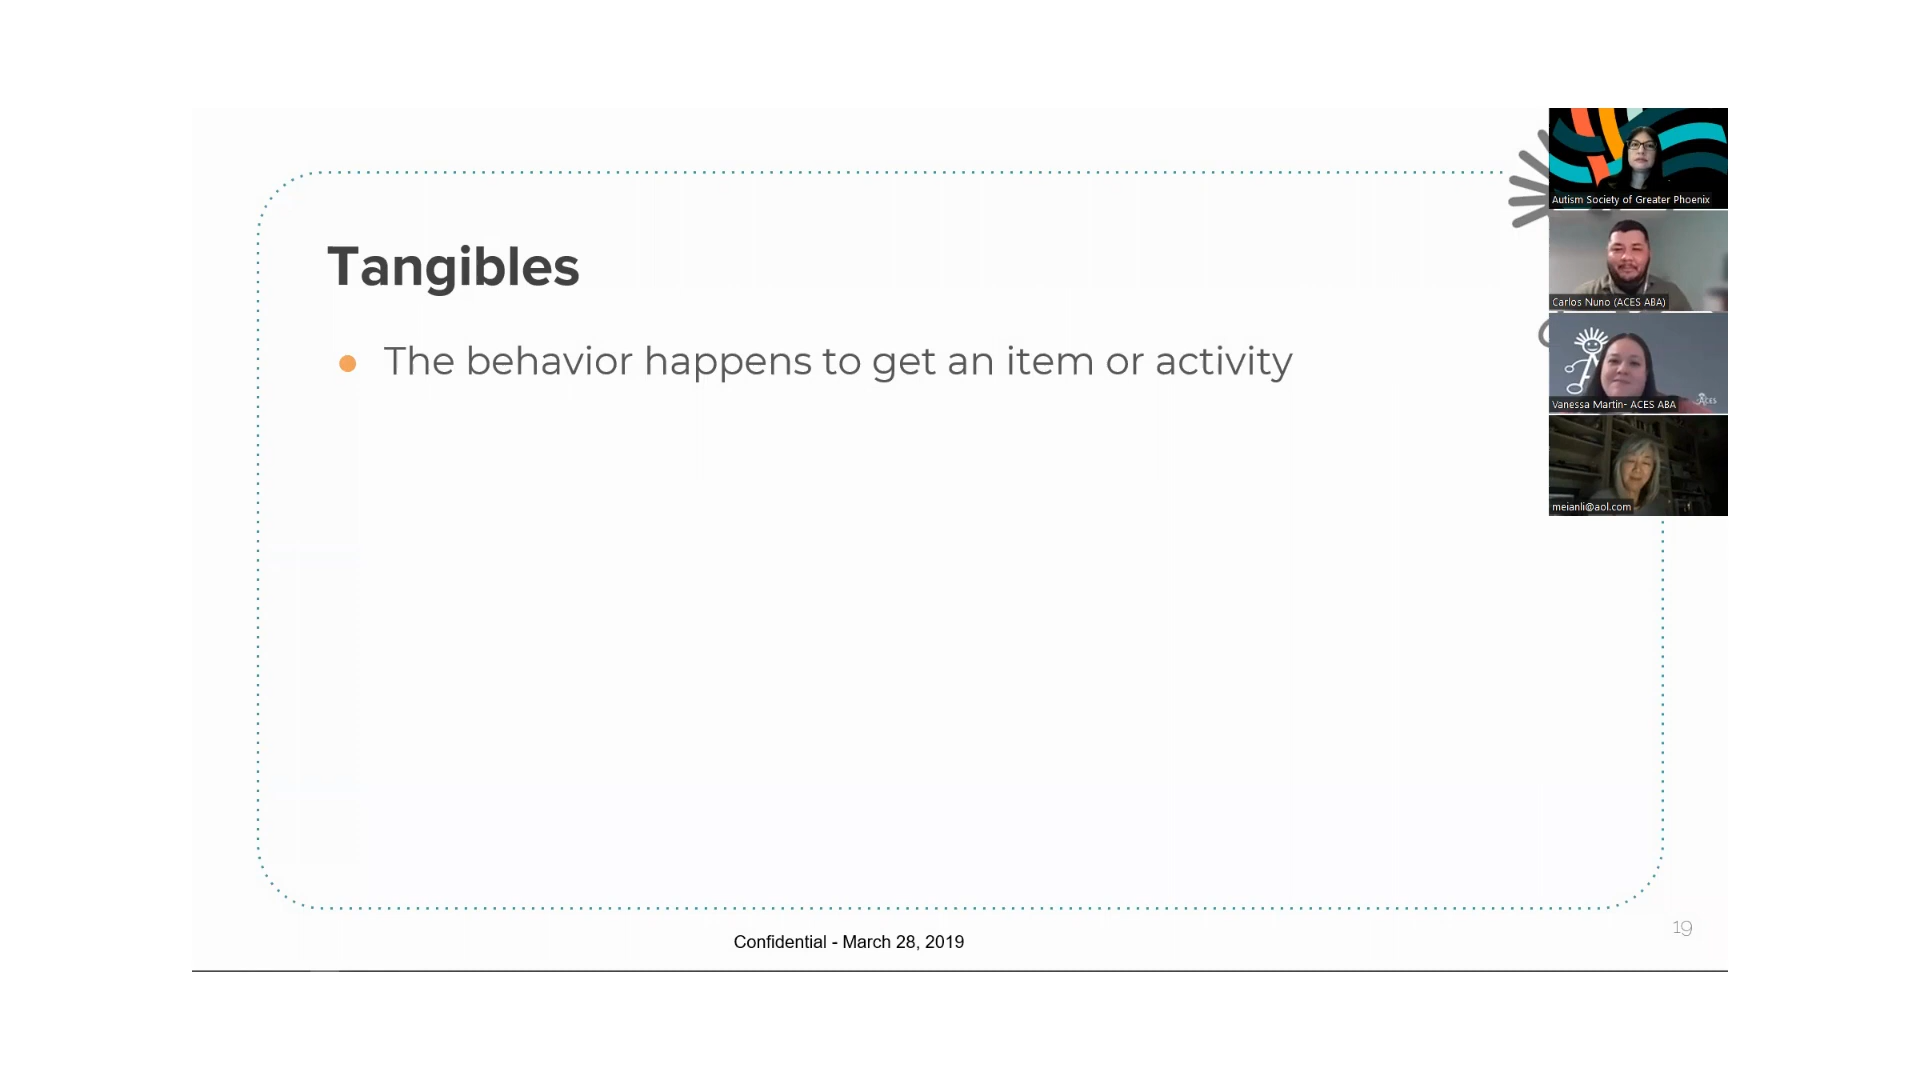 Tangibles
The behavior happens to get an item or activity
Autism Society of Greater Phoenix
Carlos Nuno (ACES ABA)
Vanessa Martin- ACES ABA
ACES
meianli@aol.com
Confidential - March 28, 2019
19